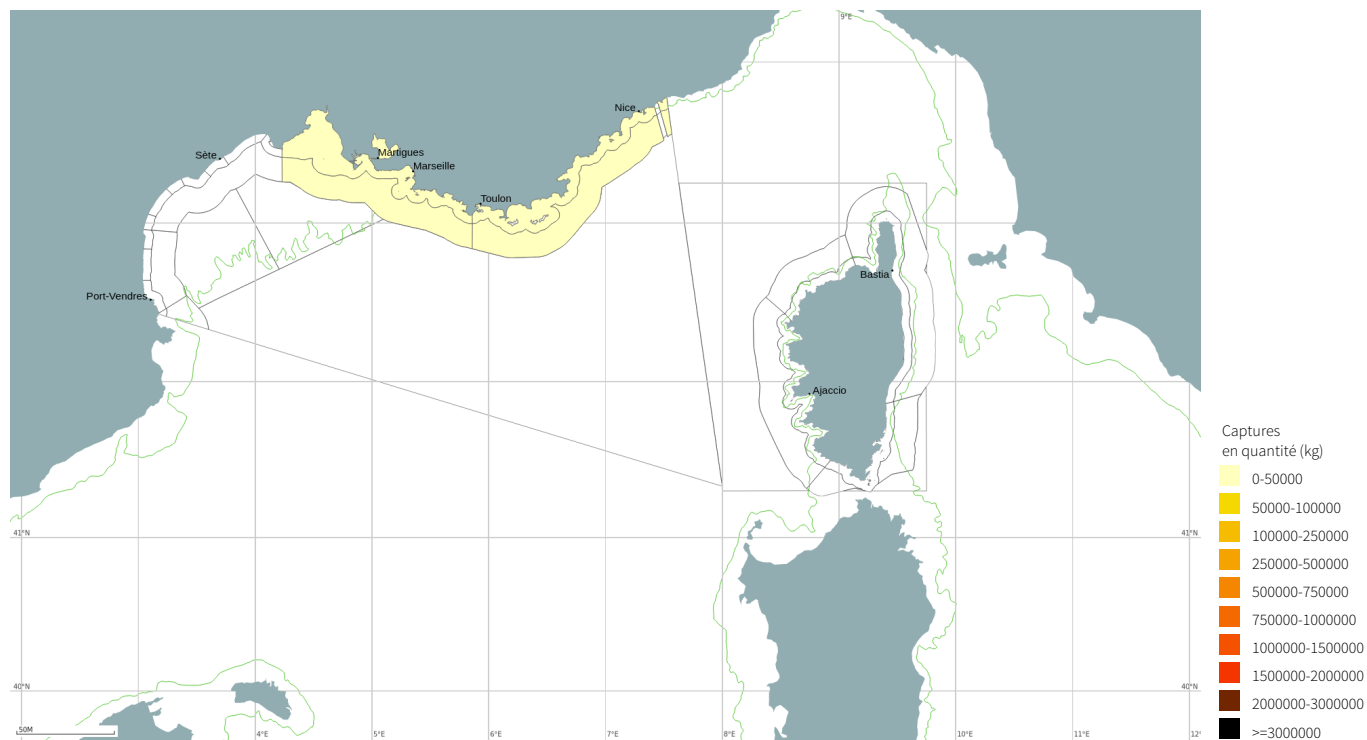 9°E
Nice
Sète
Martigues
Marseille
Toulon
Bastia
Port-Vendres
Ajaccio
Captures
en quantité (kg)
0-50000
50000-100000
100000-250000
250000-500000
500000-750000
750000-1000000
1000000-1500000
1500000-2000000
2000000-3000000
>=3000000
41°N
41°N
40°N
40°N
50M
4°E
5°E
6°E
7°E
8°E
10°E
11°E
12°